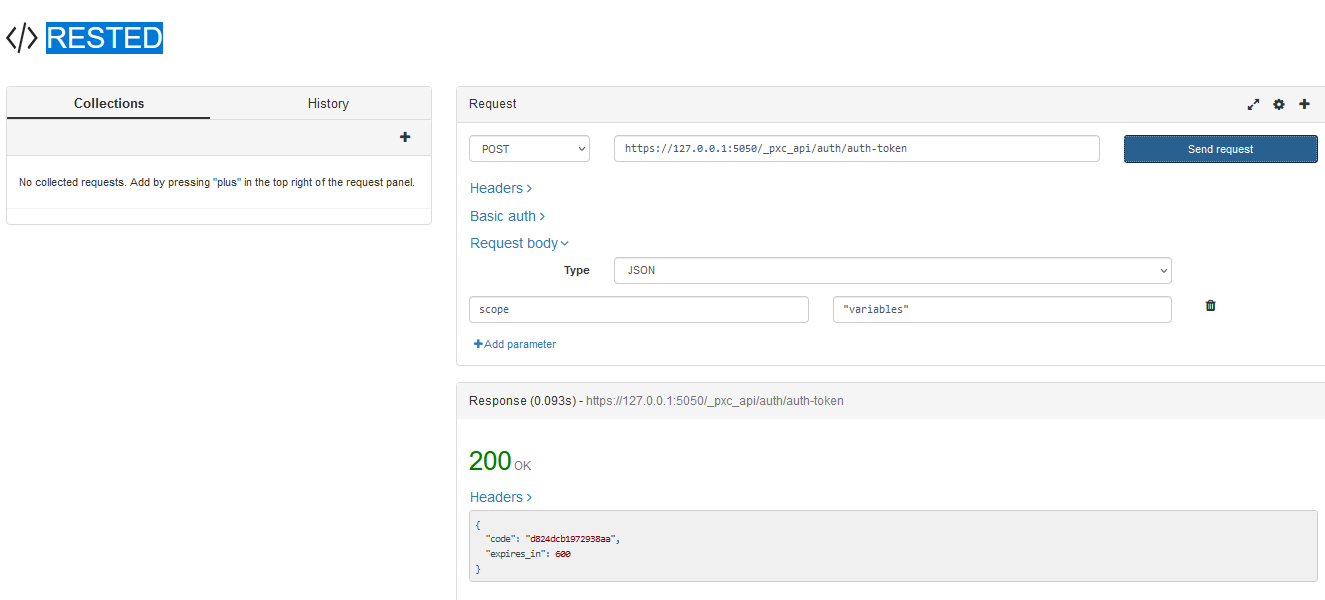 </> RESTED
Collections History
No collected requests. Add by pressing "plus" in the top right of the request panel.
Request
POST https://127.0.0.1:5050/_pxc_api/auth/auth-token Send request
Headers
Basic auth
Request body
Type JSON
scope "variables"
Add parameter
Response (0.093s) - https://127.0.0.1:5050/_pxc_api/auth/auth-token
200 OK
Headers
{
"code": "d824dcb1972938aa",
"expires_in": 600
}